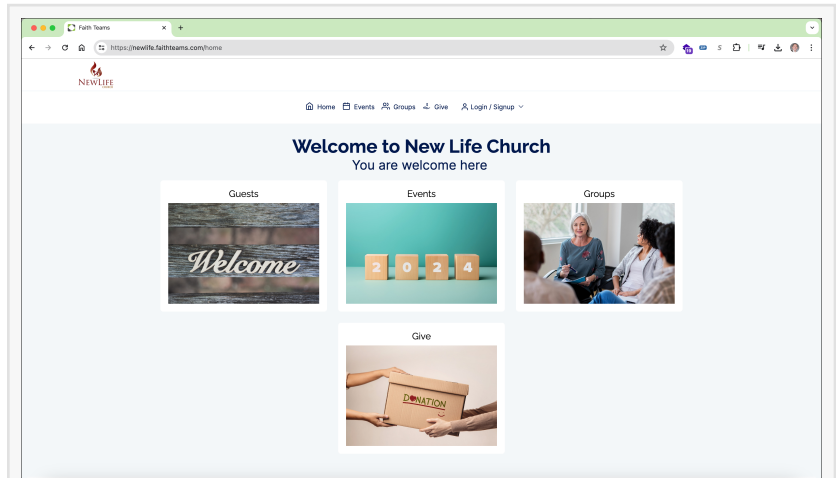 Faith Teams
https://newlife.faithteams.com/home
NEWLIFE
CHURCH
Home Events Groups Give Login / Signup
Welcome to New Life Church
You are welcome here
Guests Events Groups
Welcome
2 0 2 4
Give
DONATION